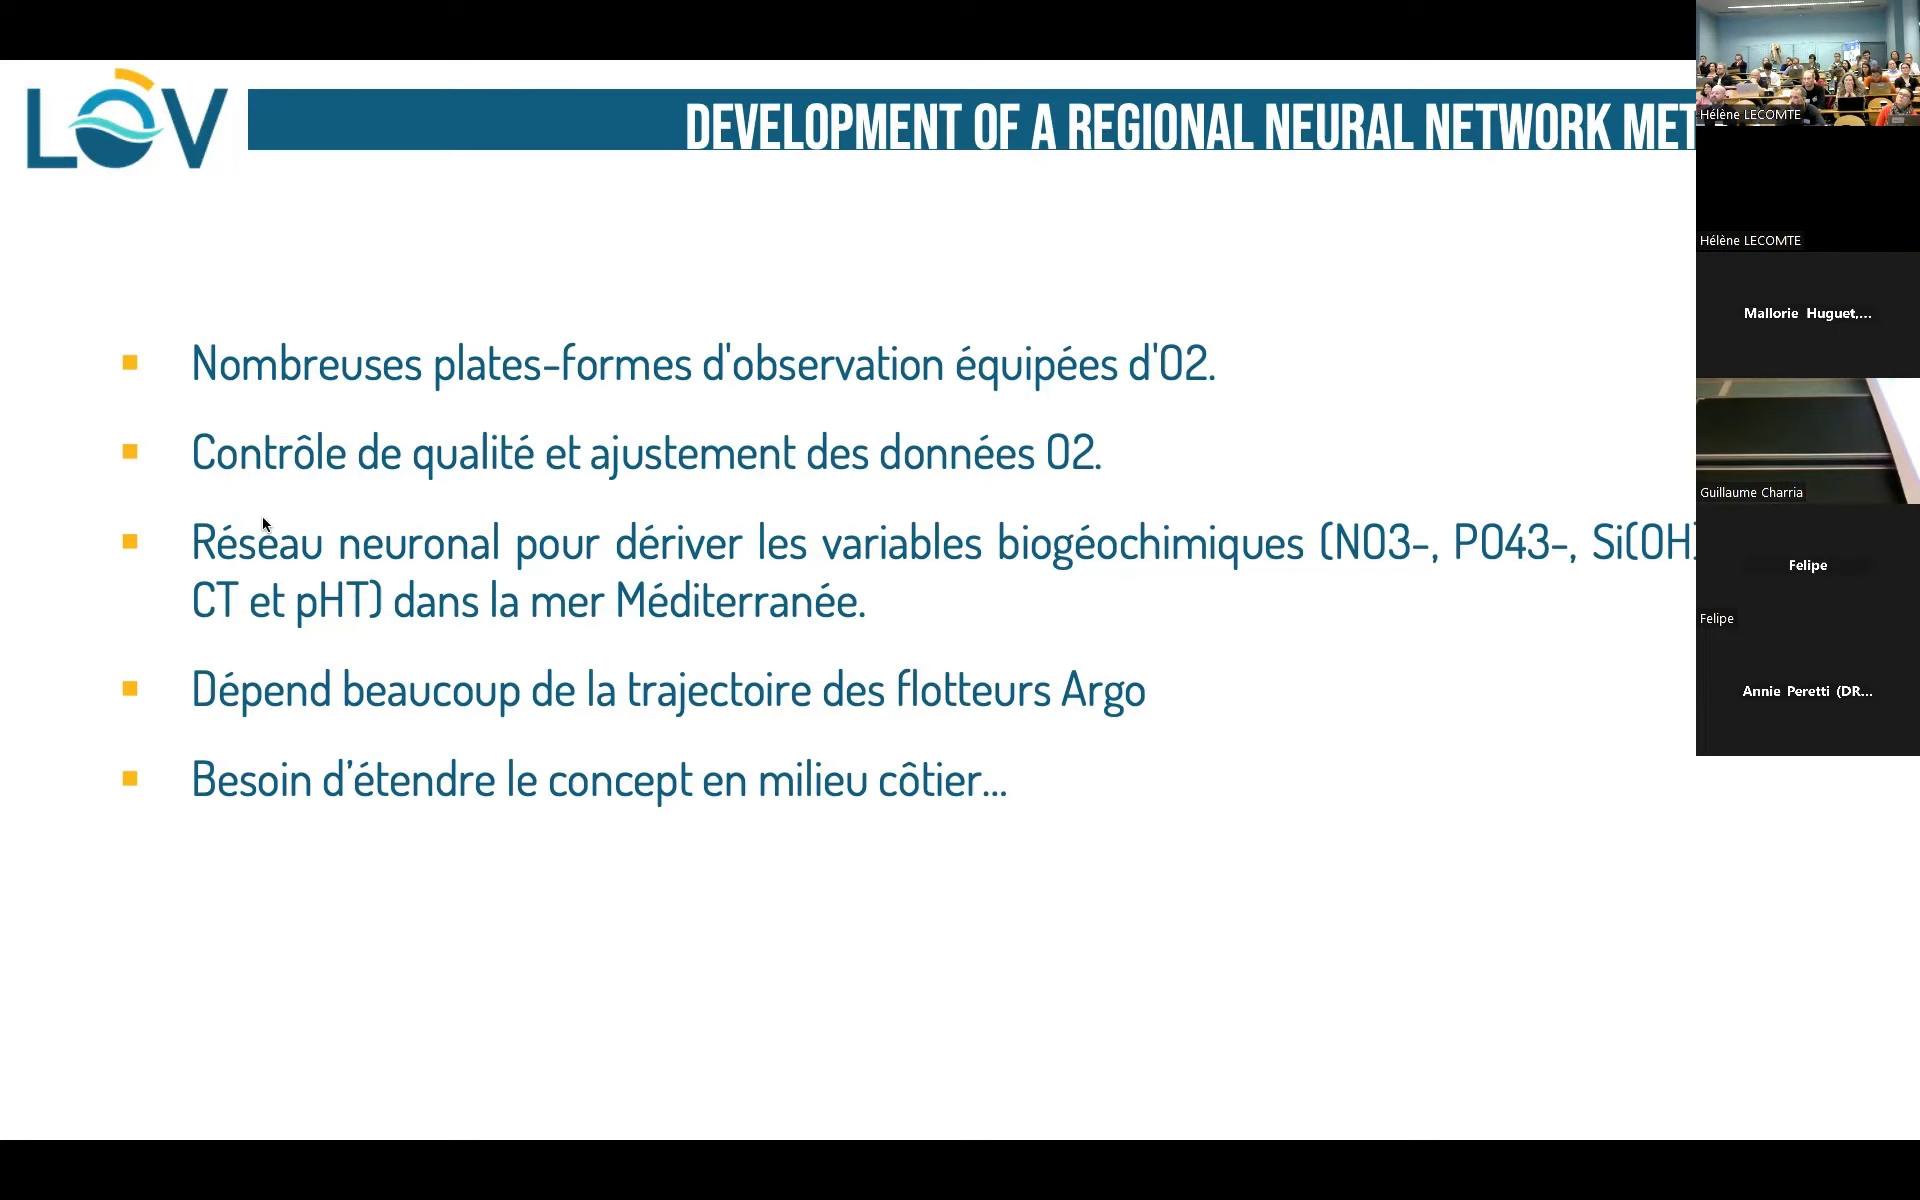 LOV
DEVELOPMENT OF A REGIONAL NEURAL NETWORK MET
Nombreuses plates-formes d'observation équipées d'O2.
Contrôle de qualité et ajustement des données O2.
Réseau neuronal pour dériver les variables biogéochimiques (NO3-, PO43-, Si(OH)
CT et pHT) dans la mer Méditerranée.
Dépend beaucoup de la trajectoire des flotteurs Argo
Besoin d’étendre le concept en milieu côtier...
Hélène LECOMTE
Hélène LECOMTE
Mallorie Huguet,...
Guillaume Charria
Felipe
Felipe
Annie Peretti (DR...